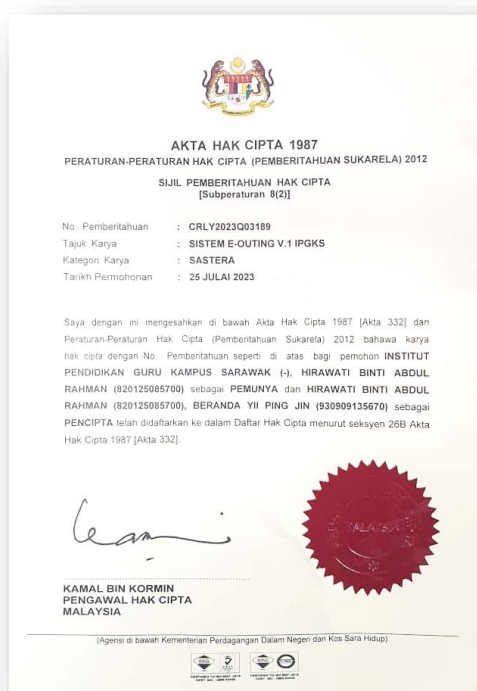 AKTA HAK CIPTA 1987
PERATURAN-PERATURAN HAK CIPTA (PEMBERITAHUAN SUKARELA) 2012
SIJIL PEMBERITAHUAN HAK CIPTA
[Subperaturan 8(2)]
No. Pemberitahuan : CRLY2023Q03189
Tajuk Karya : SISTEM E-OUTING V.1 IPGKS
Kategori Karya : SASTERA
Tarikh Permohonan : 25 JULAI 2023
Saya dengan ini mengesahkan di bawah Akta Hak Cipta 1987 [Akta 332] dan
Peraturan-Peraturan Hak Cipta (Pemberitahuan Sukarela) 2012 bahawa karya
hak cipta dengan No. Pemberitahuan seperti di atas bagi pemohon INSTITUT
PENDIDIKAN GURU KAMPUS SARAWAK (-), HIRAWATI BINTI ABDUL
RAHMAN (820125085700) sebagai PEMUNYA dan HIRAWATI BINTI ABDUL
RAHMAN (820125085700), BERANDA YII PING JIN (930909135670) sebagai
PENCIPTA telah didaftarkan ke dalam Daftar Hak Cipta menurut seksyen 26B Akta
Hak Cipta 1987 [Akta 332].
KAMAL BIN KORMIN
PENGAWAL HAK CIPTA
MALAYSIA
(Agensi di bawah Kementerian Perdagangan Dalam Negeri dan Kos Sara Hidup)